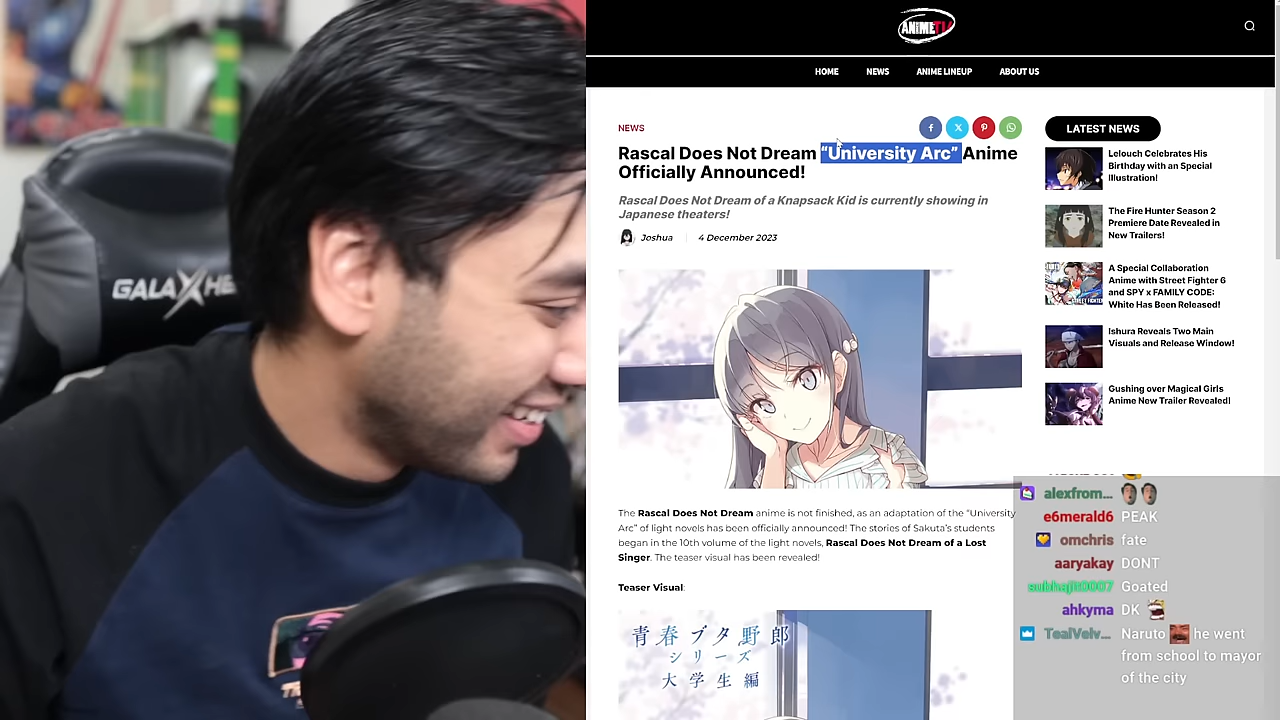 GALAX HE
ANIMETV
HOME NEWS ANIME LINEUP ABOUT US
NEWS
Rascal Does Not Dream “University Arc” Anime
Officially Announced!
Rascal Does Not Dream of a Knapsack Kid is currently showing in
Japanese theaters!
Joshua 4 December 2023
The Rascal Does Not Dream anime is not finished, as an adaptation of the “University
Arc” of light novels has been officially announced! The stories of Sakuta’s students
began in the 10th volume of the light novels, Rascal Does Not Dream of a Lost
Singer. The teaser visual has been revealed!
Teaser Visual:
青春ブタ野郎
シリーズ
大学生編
LATEST NEWS
Lelouch Celebrates His
Birthday with an Special
Illustration!
The Fire Hunter Season 2
Premiere Date Revealed in
New Trailers!
A Special Collaboration
Anime with Street Fighter 6
and SPY x FAMILY CODE:
White Has Been Released!
Ishura Reveals Two Main
Visuals and Release Window!
Gushing over Magical Girls
Anime New Trailer Revealed!
alexfrom...
e6merald6 PEAK
omchris fate
aaryakay DONT
subhajit0007 Goated
ahkyma DK
TealVelv... Naruto he went
from school to mayor
of the city